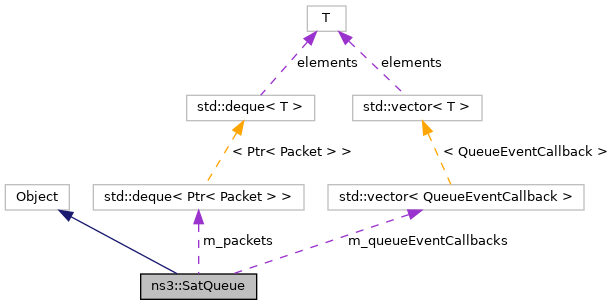 T
elements
elements
std::deque< T >
std::vector< T >
< Ptr< Packet > >
< QueueEventCallback >
Object
std::deque< Ptr< Packet > >
std::vector< QueueEventCallback >
m_packets
m_queueEventCallbacks
ns3::SatQueue